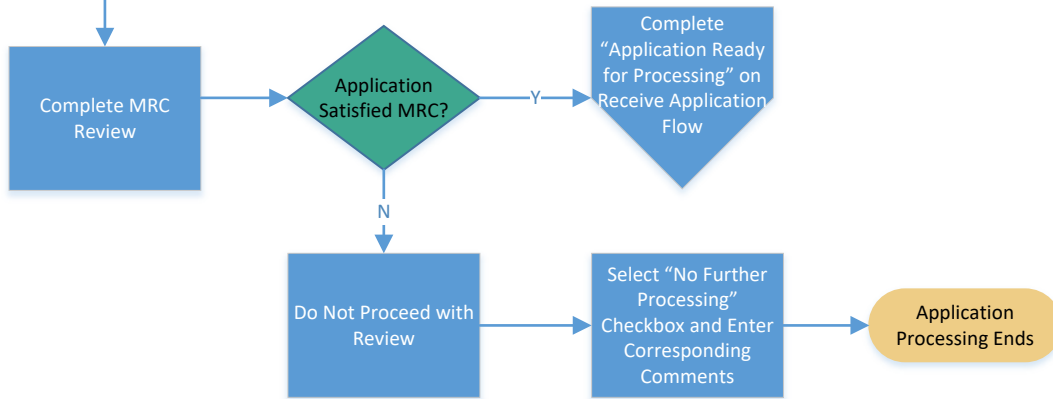 Complete MRC
Review
Application
Satisfied MRC?
Y
Complete
“Application Ready
for Processing” on
Receive Application
Flow
N
Do Not Proceed with
Review
Select “No Further
Processing”
Checkbox and Enter
Corresponding
Comments
Application
Processing Ends